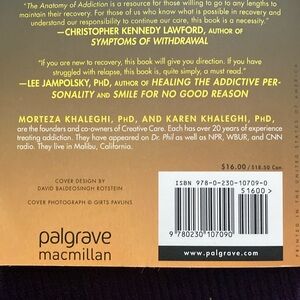 "The Anatomy of Addiction is a resource for those willing to go to any lengths to
maintain their recovery. For those of us who know what is possible in recovery and
understand our responsibility to continue our care, this book is a necessity."
—CHRISTOPHER KENNEDY LAWFORD, AUTHOR OF
SYMPTOMS OF WITHDRAWAL
"If you are new to recovery, this book will give you direction. If you have
struggled with relapse, this book is, quite simply, a must read."
—LEE JAMPOLSKY, PhD, AUTHOR OF HEALING THE ADDICTIVE PER-
SONALITY AND SMILE FOR NO GOOD REASON
MORTEZA KHALEGHI, PhD, AND KAREN KHALEGHI, PhD,
are the founders and co-owners of Creative Care. Each has over 20 years of experience
treating addiction. They have appeared on Dr. Phil as well as NPR, WBUR, and CNN
radio. They live in Malibu, California.
$16.00 / $18.50 Can.
COVER DESIGN BY
DAVID BALDEOSINGH ROTSTEIN
COVER PHOTOGRAPH © GIRTS PAVLINS
ISBN 978-0-230-10709-0
51600>
9 780230 107090
palgrave
macmillan
www.palgrave.com
PRINTED